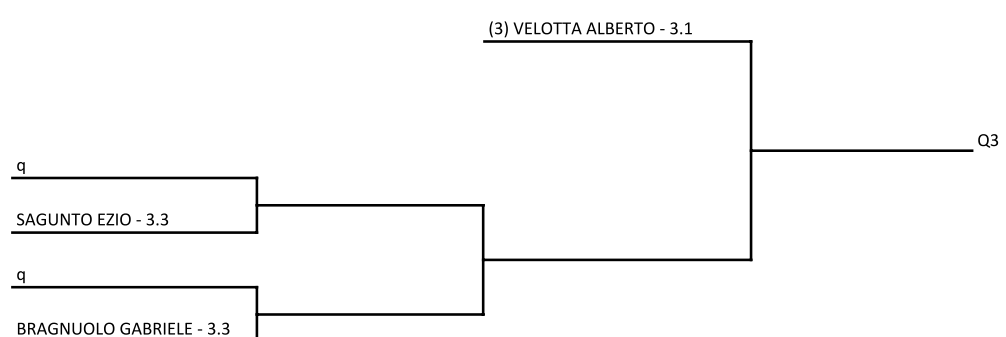 (3) VELOTTA ALBERTO - 3.1
Q3
q
SAGUNTO EZIO - 3.3
q
BRAGNUOLO GABRIELE - 3.3